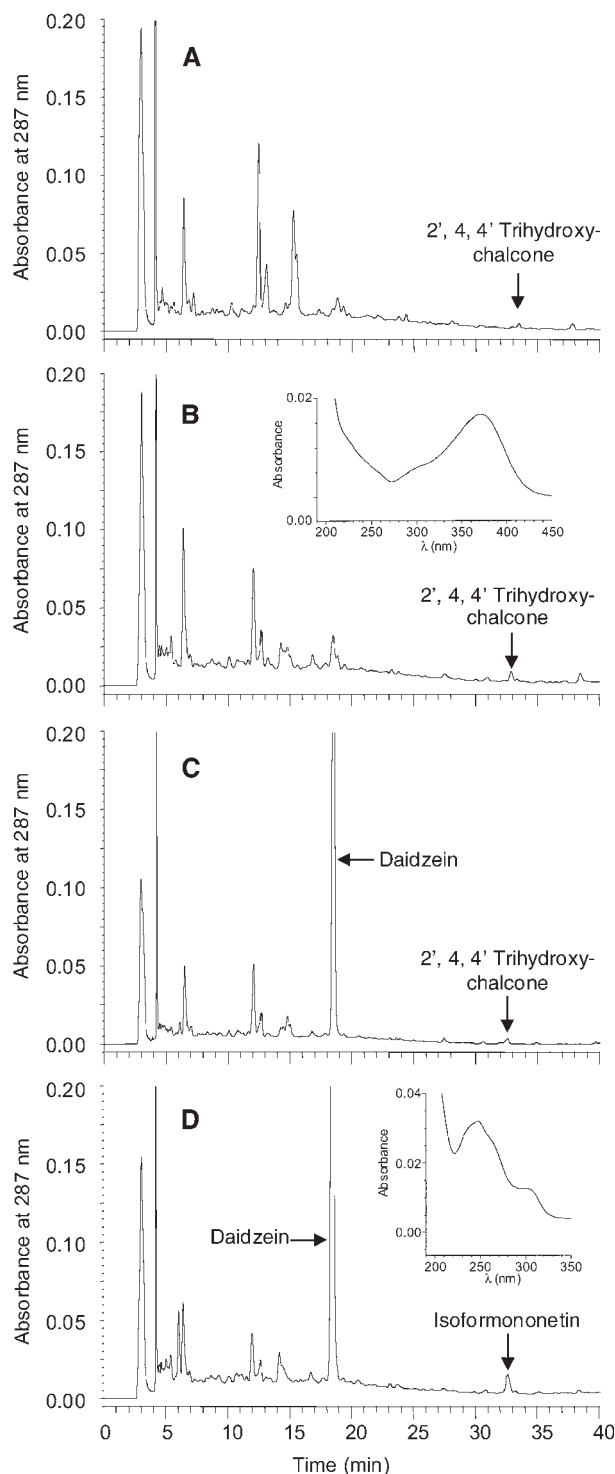 A
Absorbance at 287 nm
0.20
0.15
0.10
0.05
0.00
2', 4, 4' Trihydroxy-
chalcone
B
Absorbance at 287 nm
0.20
0.15
0.10
0.05
0.00
Absorbance
0.02
0.00
200 250 300 350 400 450
λ (nm)
2', 4, 4' Trihydroxy-
chalcone
C
Absorbance at 287 nm
0.20
0.15
0.10
0.05
0.00
Daidzein
2', 4, 4' Trihydroxy-
chalcone
D
Absorbance at 287 nm
0.20
0.15
0.10
0.05
0.00
Daidzein
Absorbance
0.04
0.02
0.00
200 250 300 350
λ (nm)
Isoformononetin
0 5 10 15 20 25 30 35 40
Time (min)